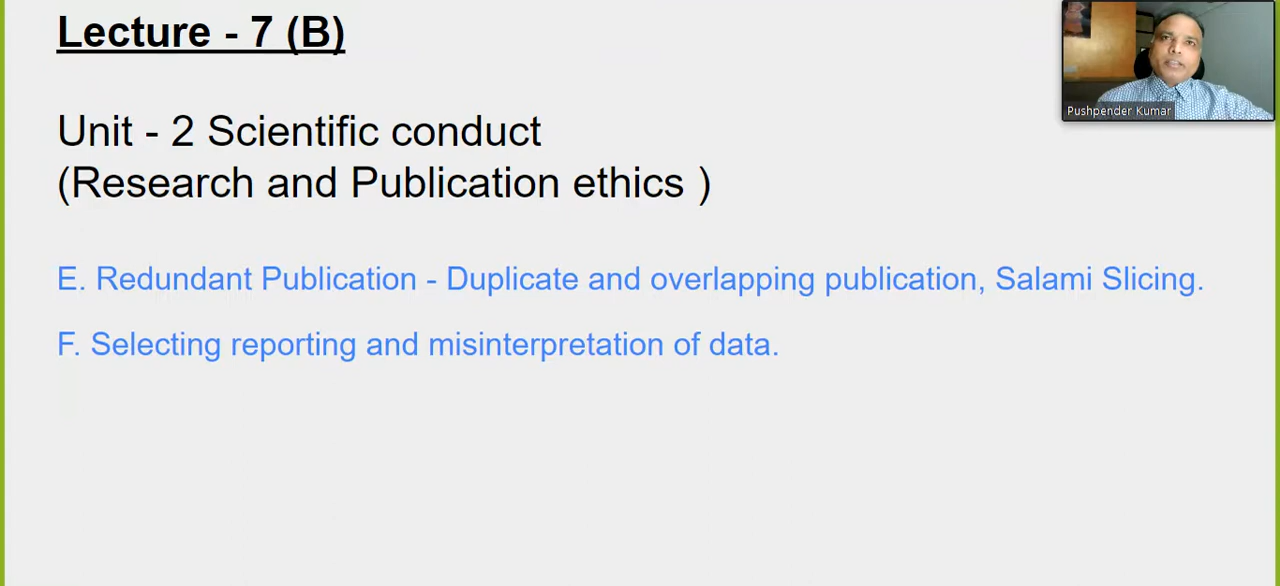 Lecture - 7 (B)
Pushpender Kumar
Unit - 2 Scientific conduct
(Research and Publication ethics )
E. Redundant Publication - Duplicate and overlapping publication, Salami Slicing.
F. Selecting reporting and misinterpretation of data.